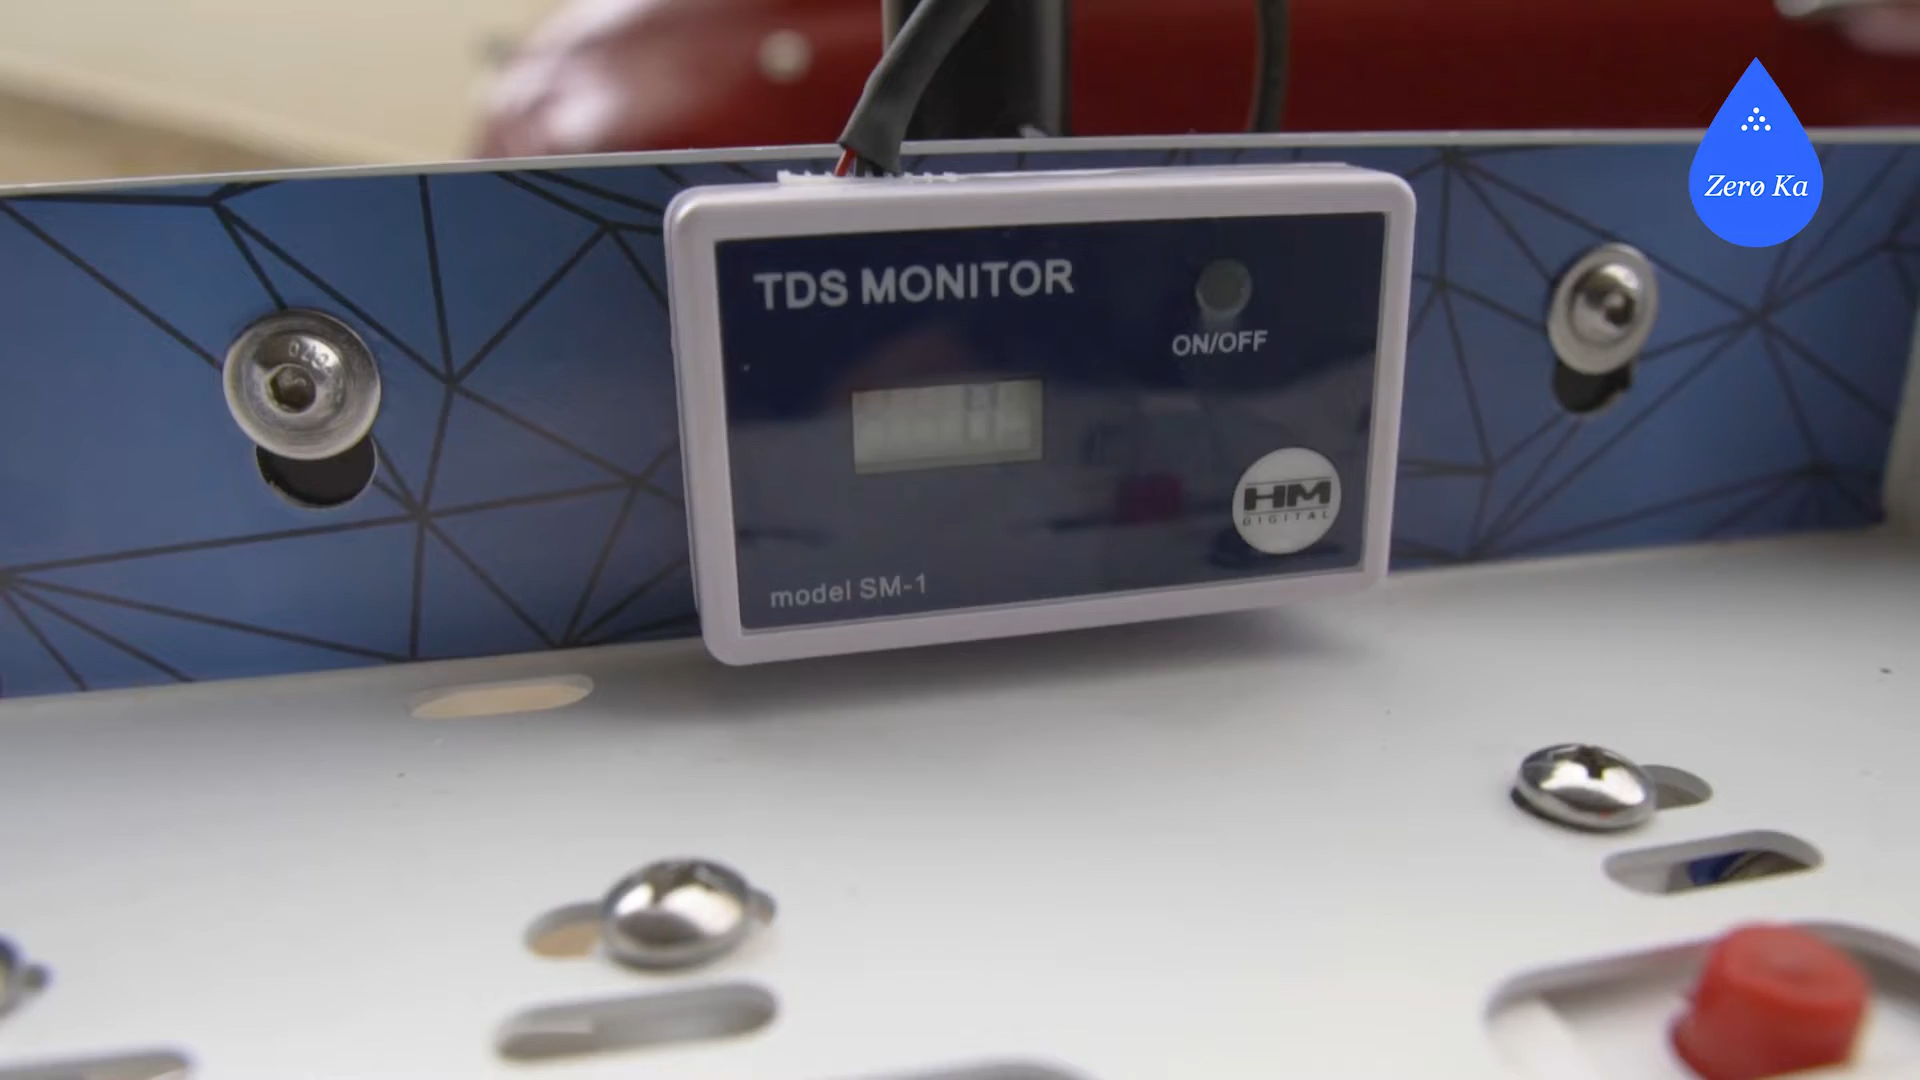 Zerø Ka
TDS MONITOR
ON/OFF
HM
DIGITAL
model SM-1